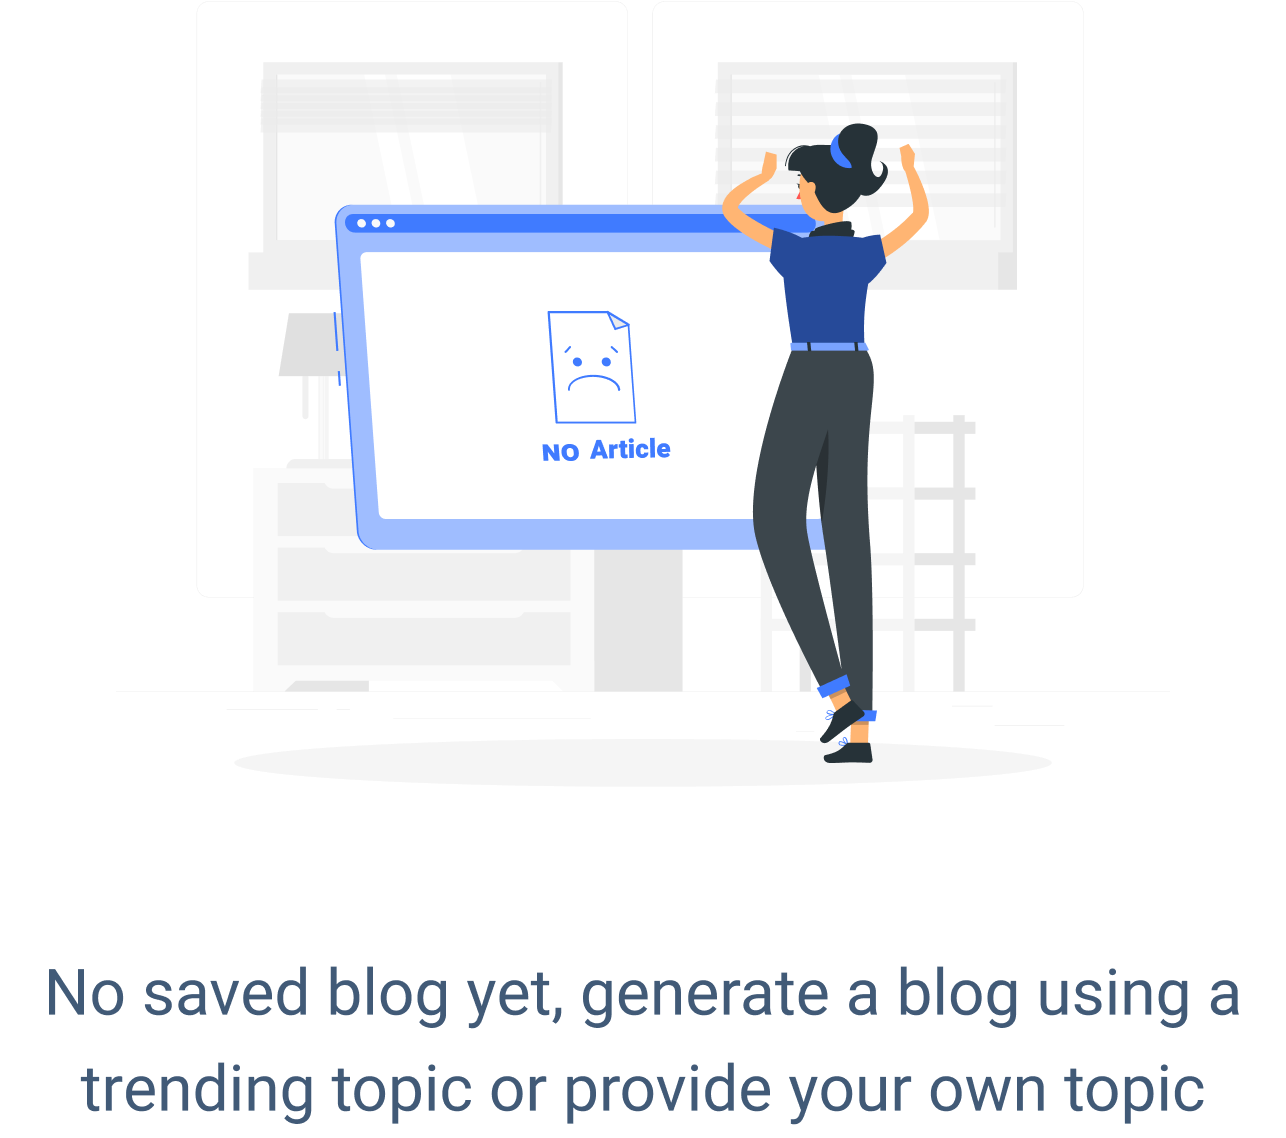 NO Article
No saved blog yet, generate a blog using a
trending topic or provide your own topic